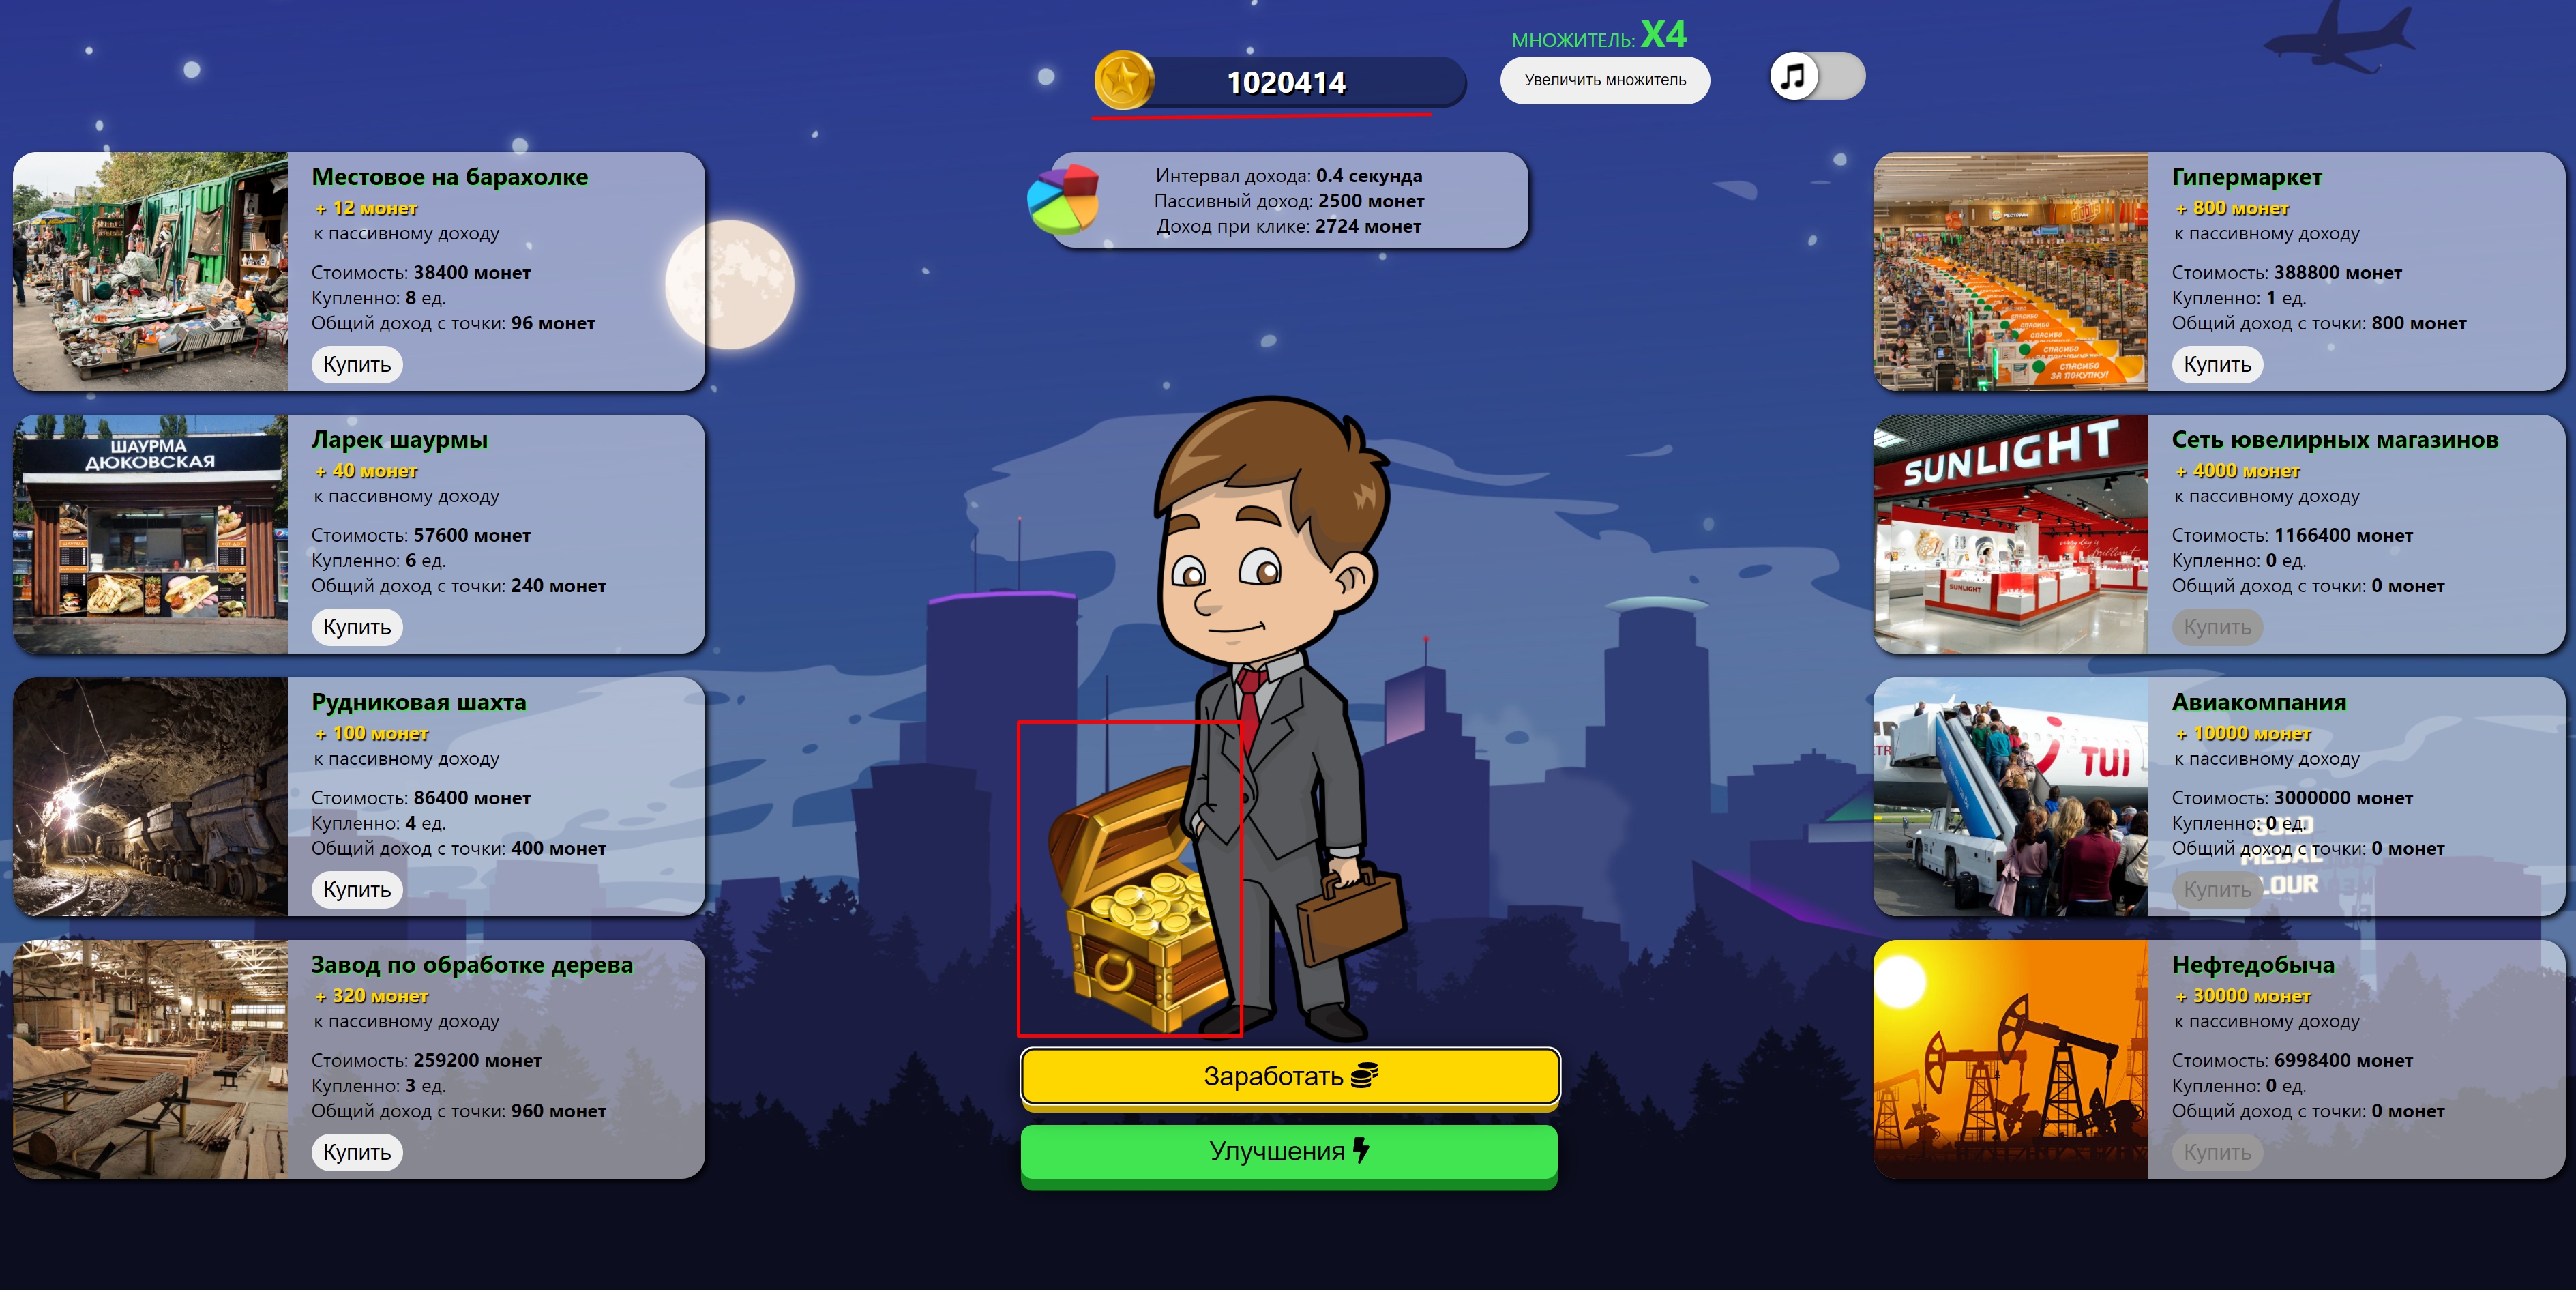 МНОЖИТЕЛЬ: X4
1020414
Увеличить множитель
Интервал дохода: 0.4 секунда
Пассивный доход: 2500 монет
Доход при клике: 2724 монет
Местовое на барахолке
+ 12 монет
к пассивному доходу
Стоимость: 38400 монет
Купленно: 8 ед.
Общий доход с точки: 96 монет
Купить
ШАУРМА
ДЮКОВСКАЯ
Ларек шаурмы
+ 40 монет
к пассивному доходу
Стоимость: 57600 монет
Купленно: 6 ед.
Общий доход с точки: 240 монет
Купить
Рудниковая шахта
+ 100 монет
к пассивному доходу
Стоимость: 86400 монет
Купленно: 4 ед.
Общий доход с точки: 400 монет
Купить
Завод по обработке дерева
+ 320 монет
к пассивному доходу
Стоимость: 259200 монет
Купленно: 3 ед.
Общий доход с точки: 960 монет
Купить
Заработать
Улучшения
СПАСИБО
ЗА ПОКУПКУ!
Гипермаркет
+ 800 монет
к пассивному доходу
Стоимость: 388800 монет
Купленно: 1 ед.
Общий доход с точки: 800 монет
Купить
SUNLIGHT
SUNLIGHT
Сеть ювелирных магазинов
+ 4000 монет
к пассивному доходу
Стоимость: 1166400 монет
Купленно: 0 ед.
Общий доход с точки: 0 монет
Купить
TUI
Авиакомпания
+ 10000 монет
к пассивному доходу
Стоимость: 3000000 монет
Купленно: 0 ед.
Общий доход с точки: 0 монет
Купить
Нефтедобыча
+ 30000 монет
к пассивному доходу
Стоимость: 6998400 монет
Купленно: 0 ед.
Общий доход с точки: 0 монет
Купить